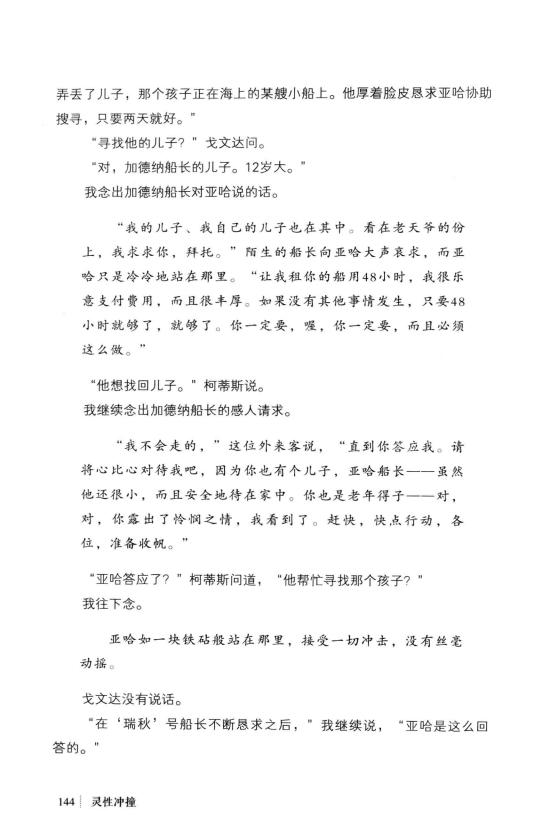 弄丢了儿子，那个孩子正在海上的某艘小船上。他厚着脸皮恳求亚哈协助
搜寻，只要两天就好。”
“寻找他的儿子？”戈文达问。
“对，加德纳船长的儿子。12岁大。”
我念出加德纳船长对亚哈说的话。
“我的儿子、我自己的儿子也在其中。看在老天爷的份
上，我求求你，拜托。”陌生的船长向亚哈大声哀求，而亚
哈只是冷冷地站在那里。“让我租你的船用48小时，我很乐
意支付费用，而且很丰厚。如果没有其他事情发生，只要48
小时就够了，就够了。你一定要，喔，你一定要，而且必须
这么做。”
“他想找回儿子。”柯蒂斯说。
我继续念出加德纳船长的感人请求。
“我不会走的，”这位外来客说，“直到你答应我。请
将心比心对待我吧，因为你也有个儿子，亚哈船长——虽然
他还很小，而且安全地待在家中。你也是老年得子——对，
对，你露出了怜悯之情，我看到了。赶快，快点行动，各
位，准备收帆。”
“亚哈答应了？”柯蒂斯问道，“他帮忙寻找那个孩子？”
我往下念。
亚哈如一块铁砧般站在那里，接受一切冲击，没有丝毫
动摇。
戈文达没有说话。
“在‘瑞秋’号船长不断恳求之后，”我继续说，“亚哈是这么回
答的。”
144 灵性冲撞